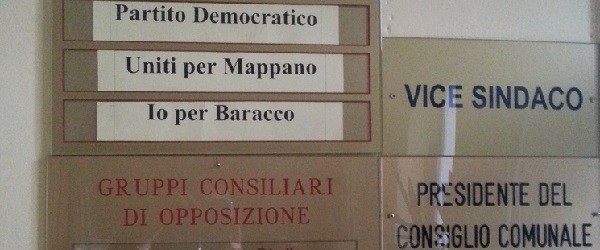 Partito Democratico
Uniti per Mappano
Io per Baracco
GRUPPI CONSILIARI
DI OPPOSIZIONE
VICE SINDACO
PRESIDENTE DEL
CONSIGLIO COMUNALE